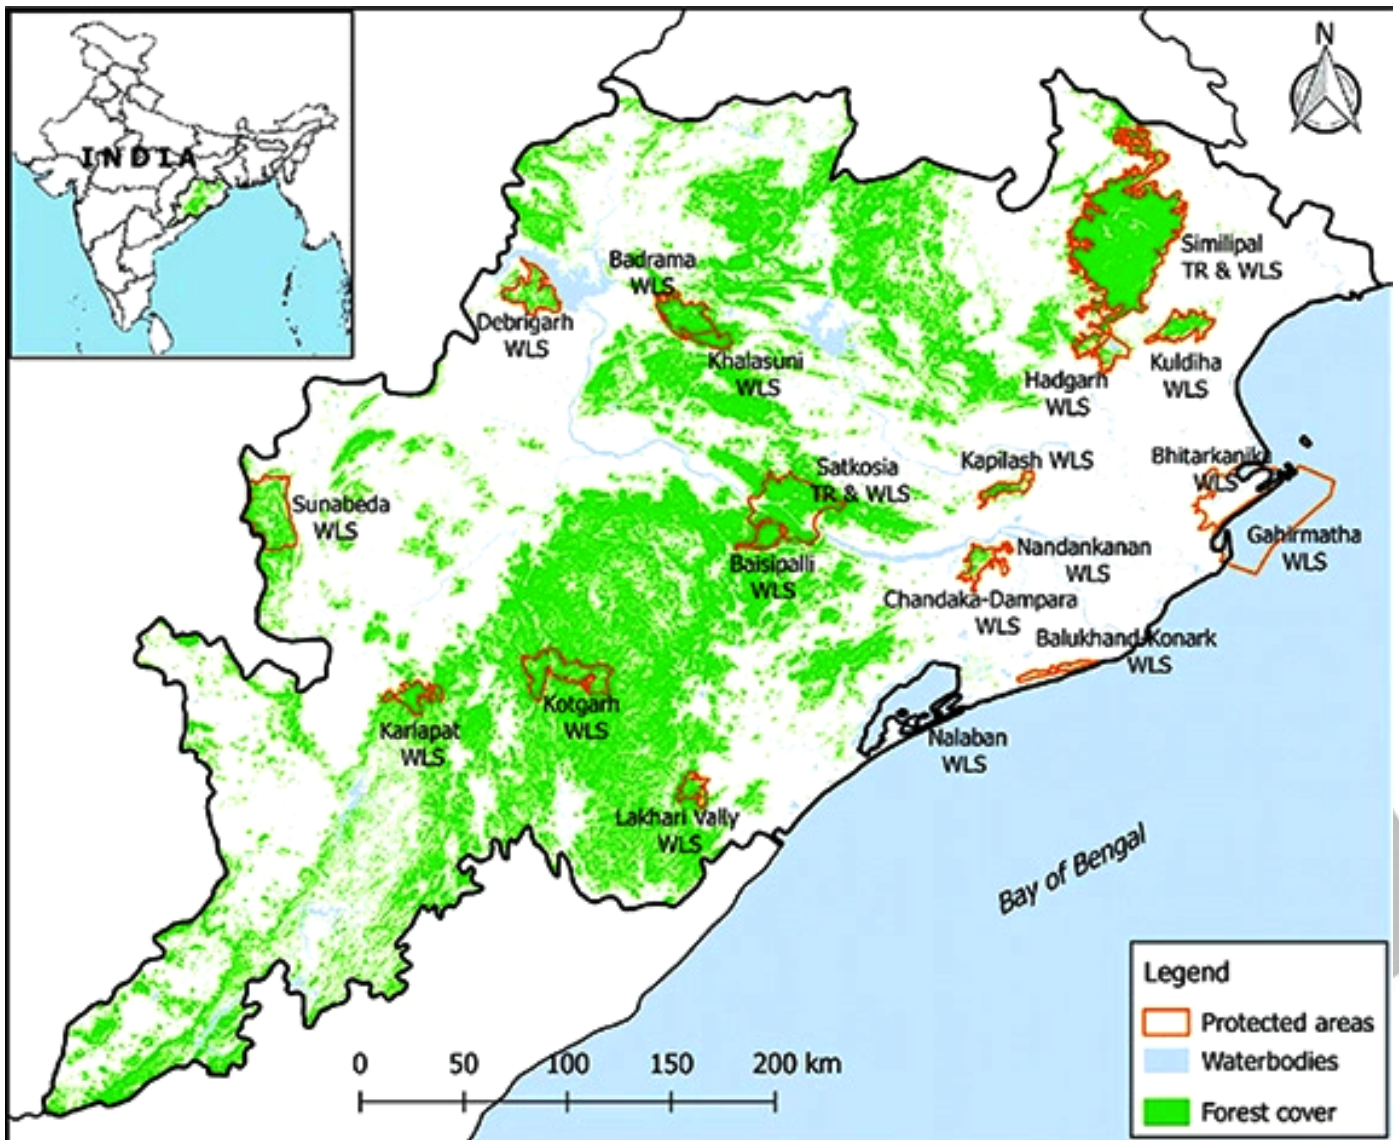 INDIA
N
Similipal
TR & WLS
Badrama
WLS
Debrigarh
WLS
Khalasuni
WLS
Hadgarh
WLS
Kuldiha
WLS
Satkosia
TR & WLS
Kapilash WLS
Bhitarkanika
WLS
Sunabeda
WLS
Gahirmatha
WLS
Baisipalli
WLS
Nandankanan
WLS
Chandaka-Dampara
WLS
Balukhand-Konark
WLS
Kotgarh
WLS
Karlapat
WLS
Nalaban
WLS
Lakhari Vally
WLS
Bay of Bengal
Legend
Protected areas
Waterbodies
Forest cover
0 50 100 150 200 km